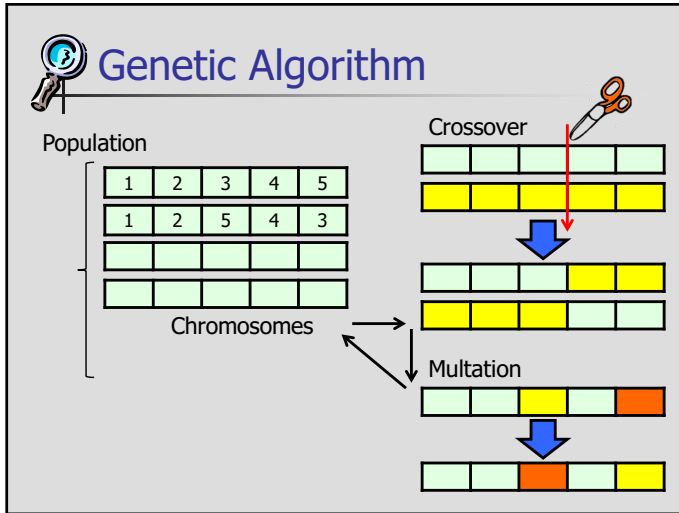 Genetic Algorithm
Population
1 2 3 4 5
1 2 5 4 3
Chromosomes
Crossover
Multation